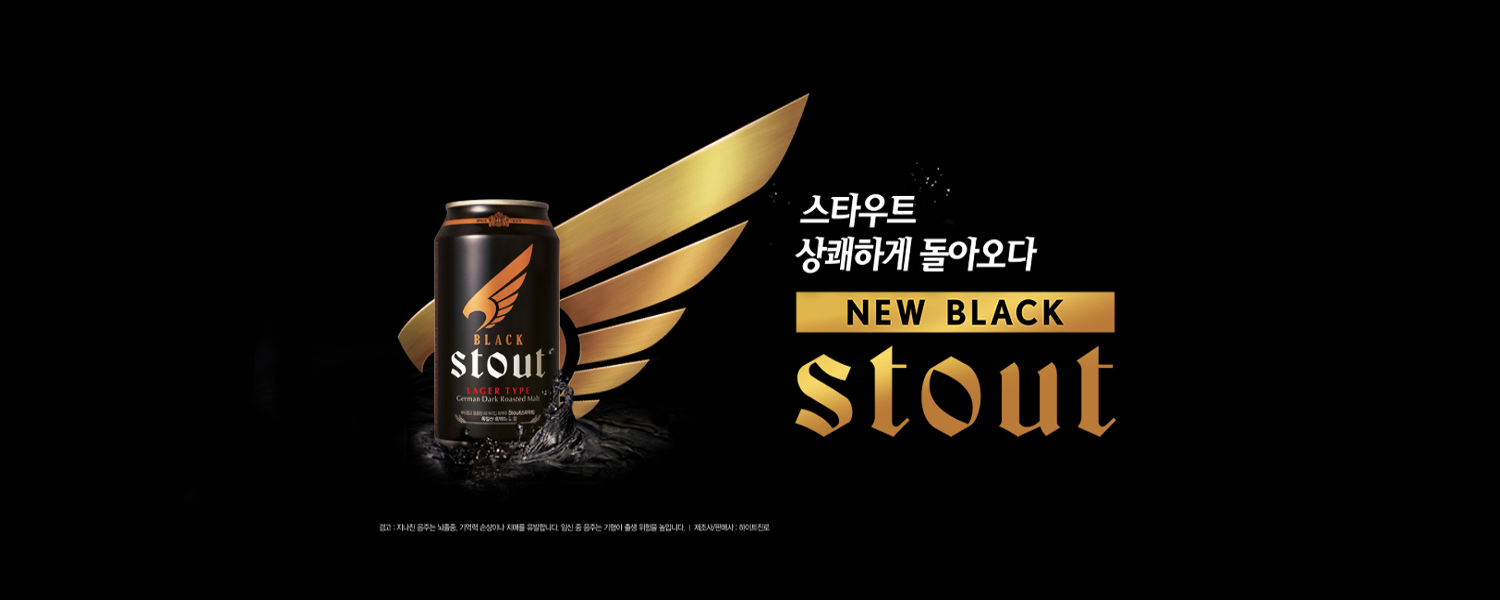 스타우트
상쾌하게 돌아오다
NEW BLACK
stout
BLACK
stout
LAGER TYPE
German Dark Roasted Malt
경고 : 지나친 음주는 뇌졸중, 기억력 손상이나 치매를 유발합니다. 임신 중 음주는 기형아 출생 위험을 높입니다. | 제조사/판매사 : 하이트진로